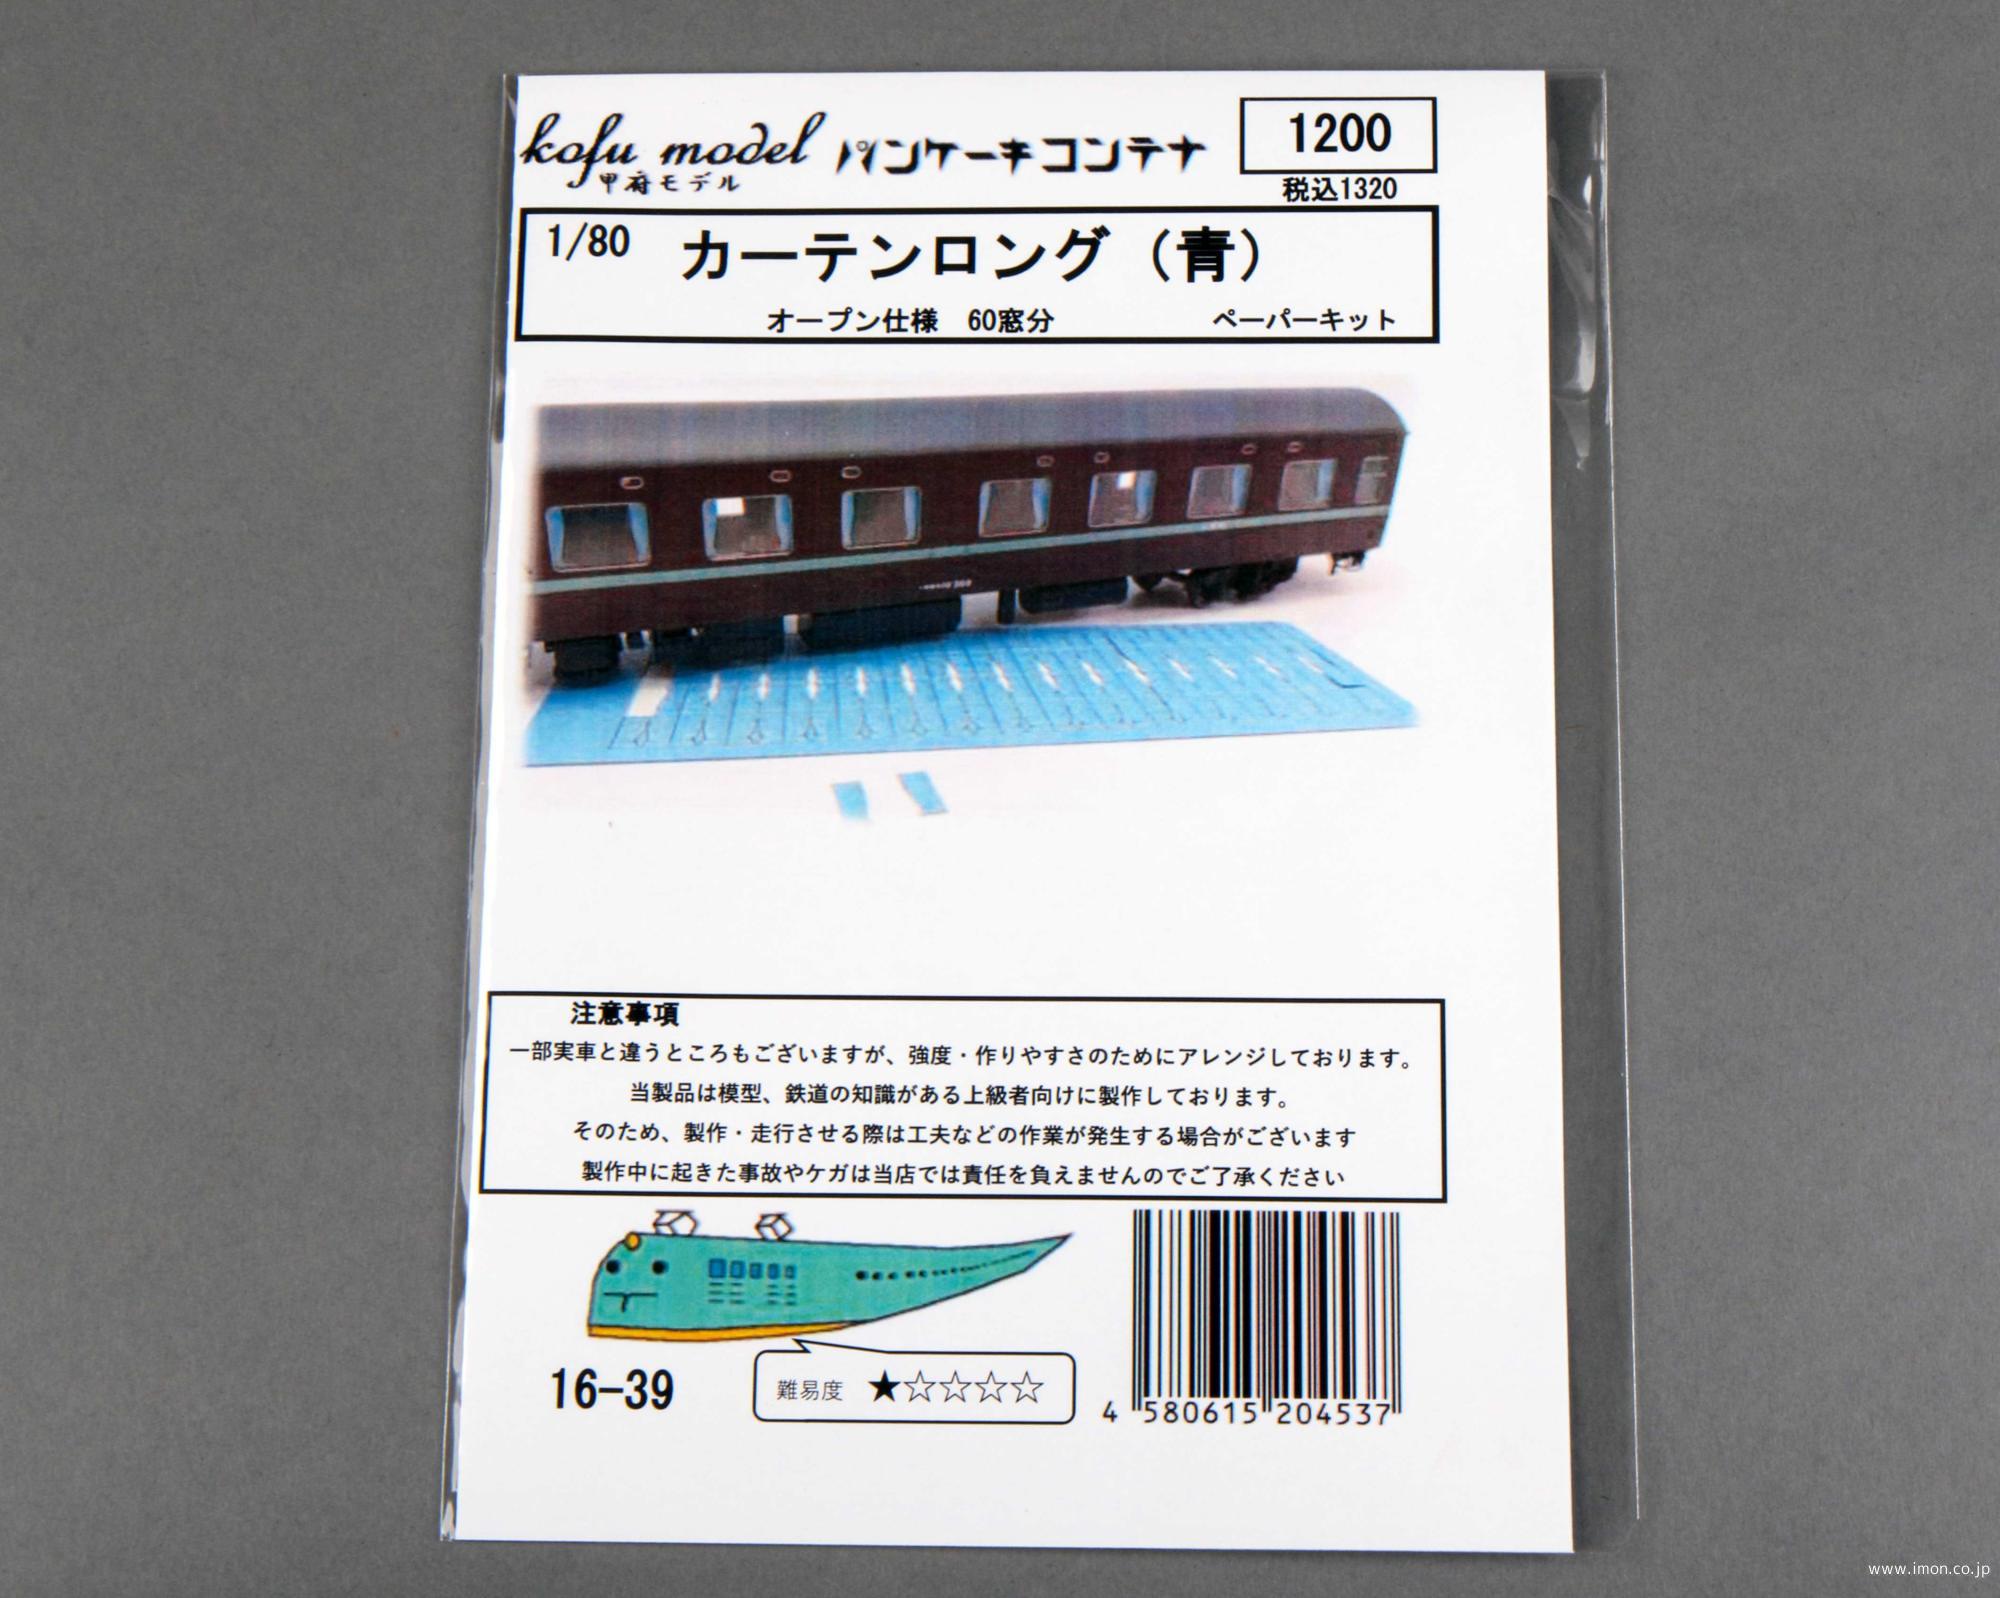 kofu model パンケーキコンテナ
甲府モデル
1200
税込1320
1/80 カーテンロング（青）
オープン仕様 60窓分 ペーパーキット
注意事項
一部実車と違うところもございますが、強度・作りやすさのためにアレンジしております。
当製品は模型、鉄道の知識がある上級者向けに製作しております。
そのため、製作・走行させる際は工夫などの作業が発生する場合がございます
製作中に起きた事故やケガは当店では責任を負えませんのでご了承ください
16-39
難易度 ★☆☆☆☆
4 580615 204537
www.imon.co.jp